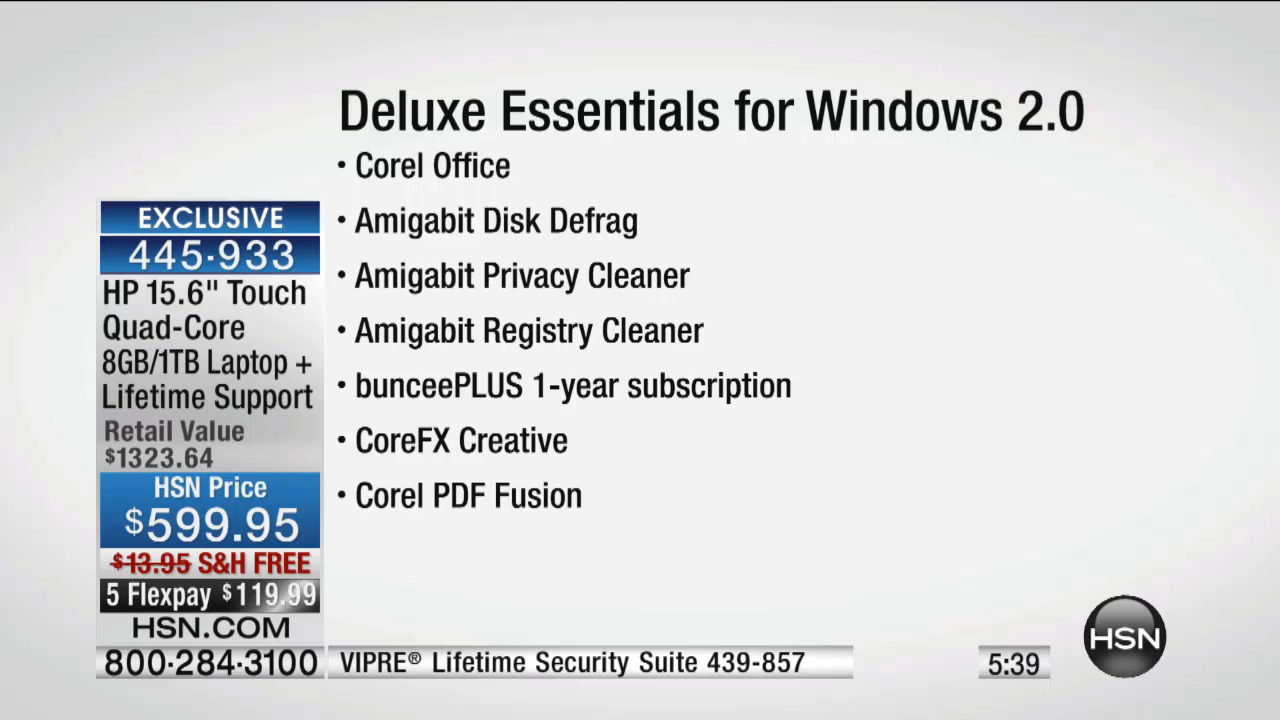 Deluxe Essentials for Windows 2.0
• Corel Office
• Amigabit Disk Defrag
• Amigabit Privacy Cleaner
• Amigabit Registry Cleaner
• bunceePLUS 1-year subscription
• CoreFX Creative
• Corel PDF Fusion
EXCLUSIVE
445-933
HP 15.6" Touch
Quad-Core
8GB/1TB Laptop +
Lifetime Support
Retail Value
$1323.64
HSN Price
$599.95
$13.95 S&H FREE
5 Flexpay $119.99
HSN.COM
800-284-3100
VIPRE® Lifetime Security Suite 439-857
5:39
HSN